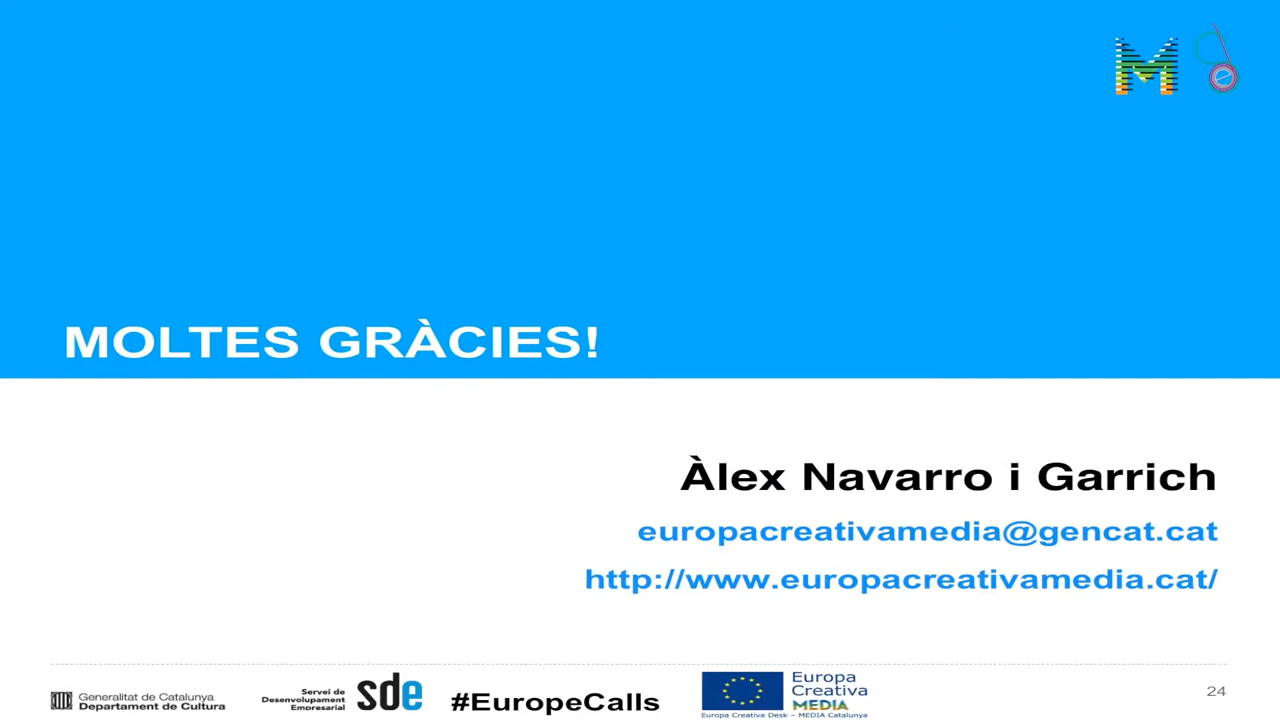 M
MOLTES GRÀCIES!
Àlex Navarro i Garrich
europacreativamedia@gencat.cat
http://www.europacreativamedia.cat/
Generalitat de Catalunya
Departament de Cultura
Servei de
Desenvolupament
Empresarial
sde
#EuropeCalls
Europa
Creativa
MEDIA
Europa Creative Desk – MEDIA Catalunya
24